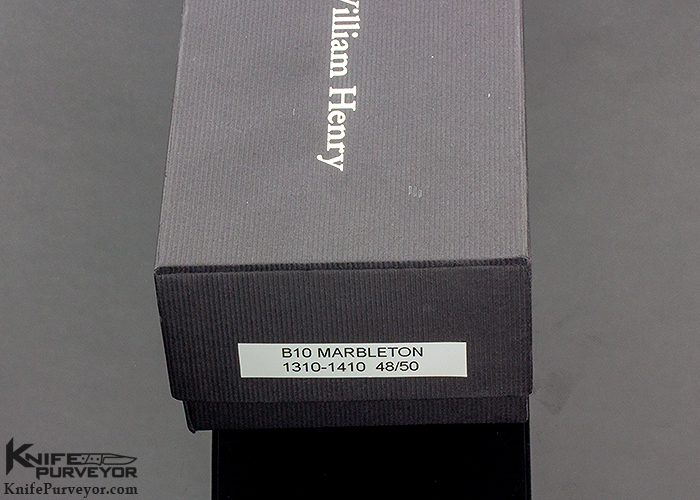 William Henry
B10 MARBLETON
1310-1410 48/50
KNIFE
PURVEYOR
KnifePurveyor.com